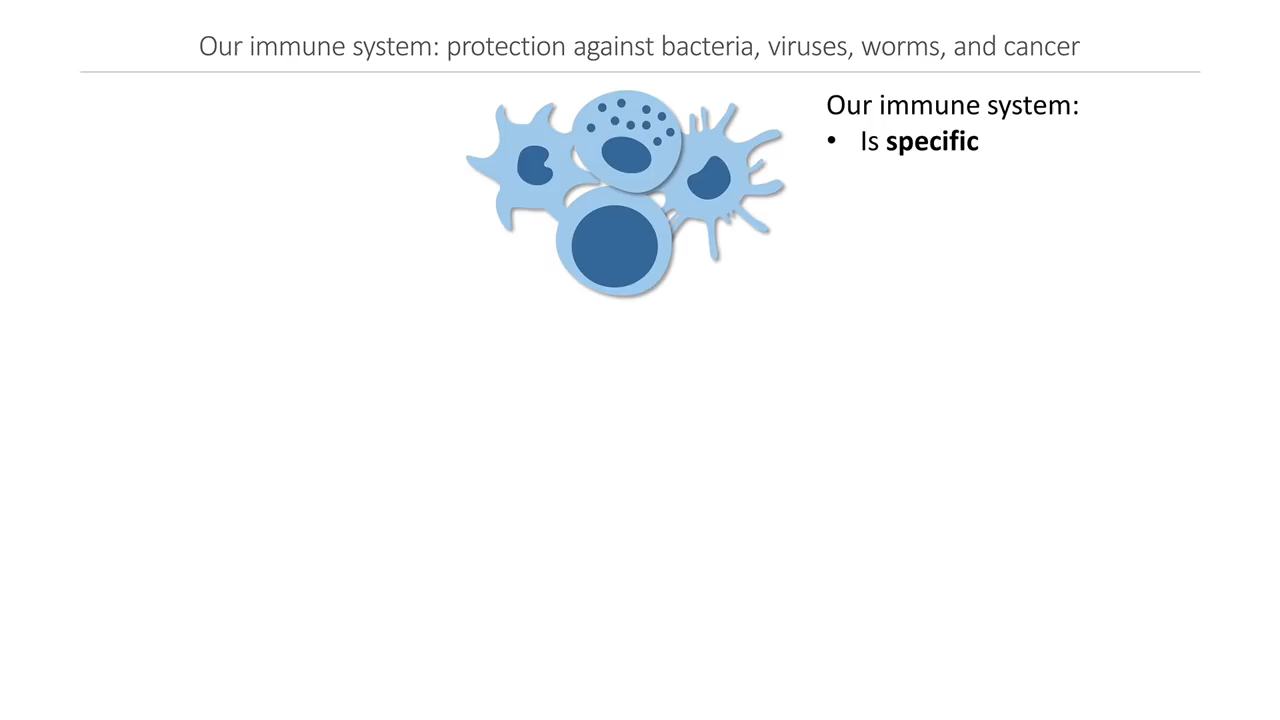 Our immune system: protection against bacteria, viruses, worms, and cancer
Our immune system:
• Is specific